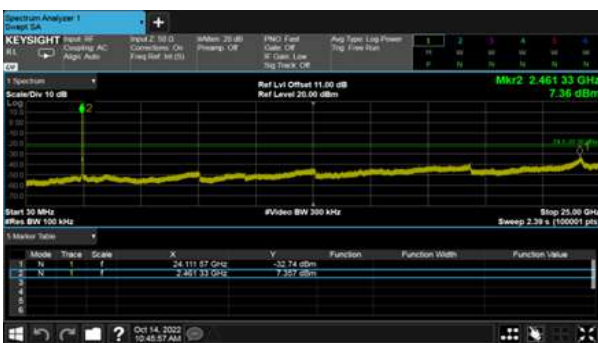 Spectrum Analyzer 1
Swept SA
KEYSIGHT Input: RF Input Z: 50 Ω #Atten: 20 dB PNO: Fast Avg Type: Log-Power 1 2 3 4 5 6
RL Coupling: AC Corrections: On Preamp: Off Gate: Off Trig: Free Run M W W W W W
Align: Auto Freq Ref: Int (S) IF Gain: Low
Sig Track: Off N N N N N N
1 Spectrum Ref Lvl Offset 11.00 dB Mkr2 2.461 33 GHz
Scale/Div 10 dB Ref Level 20.00 dBm 7.36 dBm
Log
2
1
Start 30 MHz #Video BW 300 kHz Stop 25.00 GHz
#Res BW 100 kHz Sweep 2.39 s (100001 pts)
5 Marker Table
Mode Trace Scale X Y Function Function Width Function Value
1 N 1 f 24.111 57 GHz -32.74 dBm
2 N 1 f 2.461 33 GHz 7.357 dBm
3
4
5
6
? Oct 14, 2022
10:45:57 AM